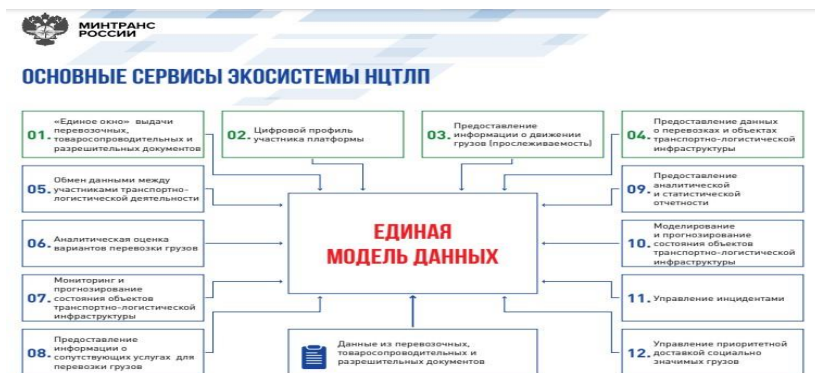 МИНТРАНС
РОССИИ
ОСНОВНЫЕ СЕРВИСЫ ЭКОСИСТЕМЫ НЦТЛП
01. «Единое окно» выдачи
перевозочных,
товаросопроводительных и
разрешительных документов
02. Цифровой профиль
участника платформы
03. Предоставление
информации о движении
грузов (прослеживаемость)
04. Предоставление данных
о перевозках и объектах
транспортно-логистической
инфраструктуры
05. Обмен данными между
участниками транспортно-
логистической деятельности
06. Аналитическая оценка
вариантов перевозки грузов
07. Мониторинг и
прогнозирование
состояния объектов
транспортно-логистической
инфраструктуры
08. Предоставление
информации о
сопутствующих услугах для
перевозки грузов
ЕДИНАЯ
МОДЕЛЬ ДАННЫХ
Данные из перевозочных,
товаросопроводительных и
разрешительных документов
09. Предоставление
аналитической
и статистической
отчетности
10. Моделирование
и прогнозирование
состояния объектов
транспортно-логистической
инфраструктуры
11. Управление инцидентами
12. Управление приоритетной
доставкой социально
значимых грузов